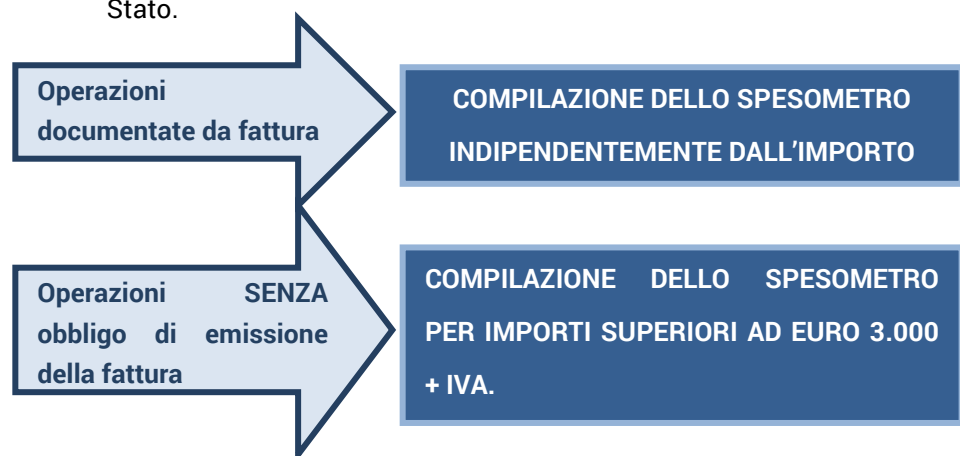 Stato.
Operazioni
documentate da fattura
COMPILAZIONE DELLO SPESOMETRO
INDIPENDENTEMENTE DALL’IMPORTO
Operazioni SENZA
obbligo di emissione
della fattura
COMPILAZIONE DELLO SPESOMETRO
PER IMPORTI SUPERIORI AD EURO 3.000
+ IVA.